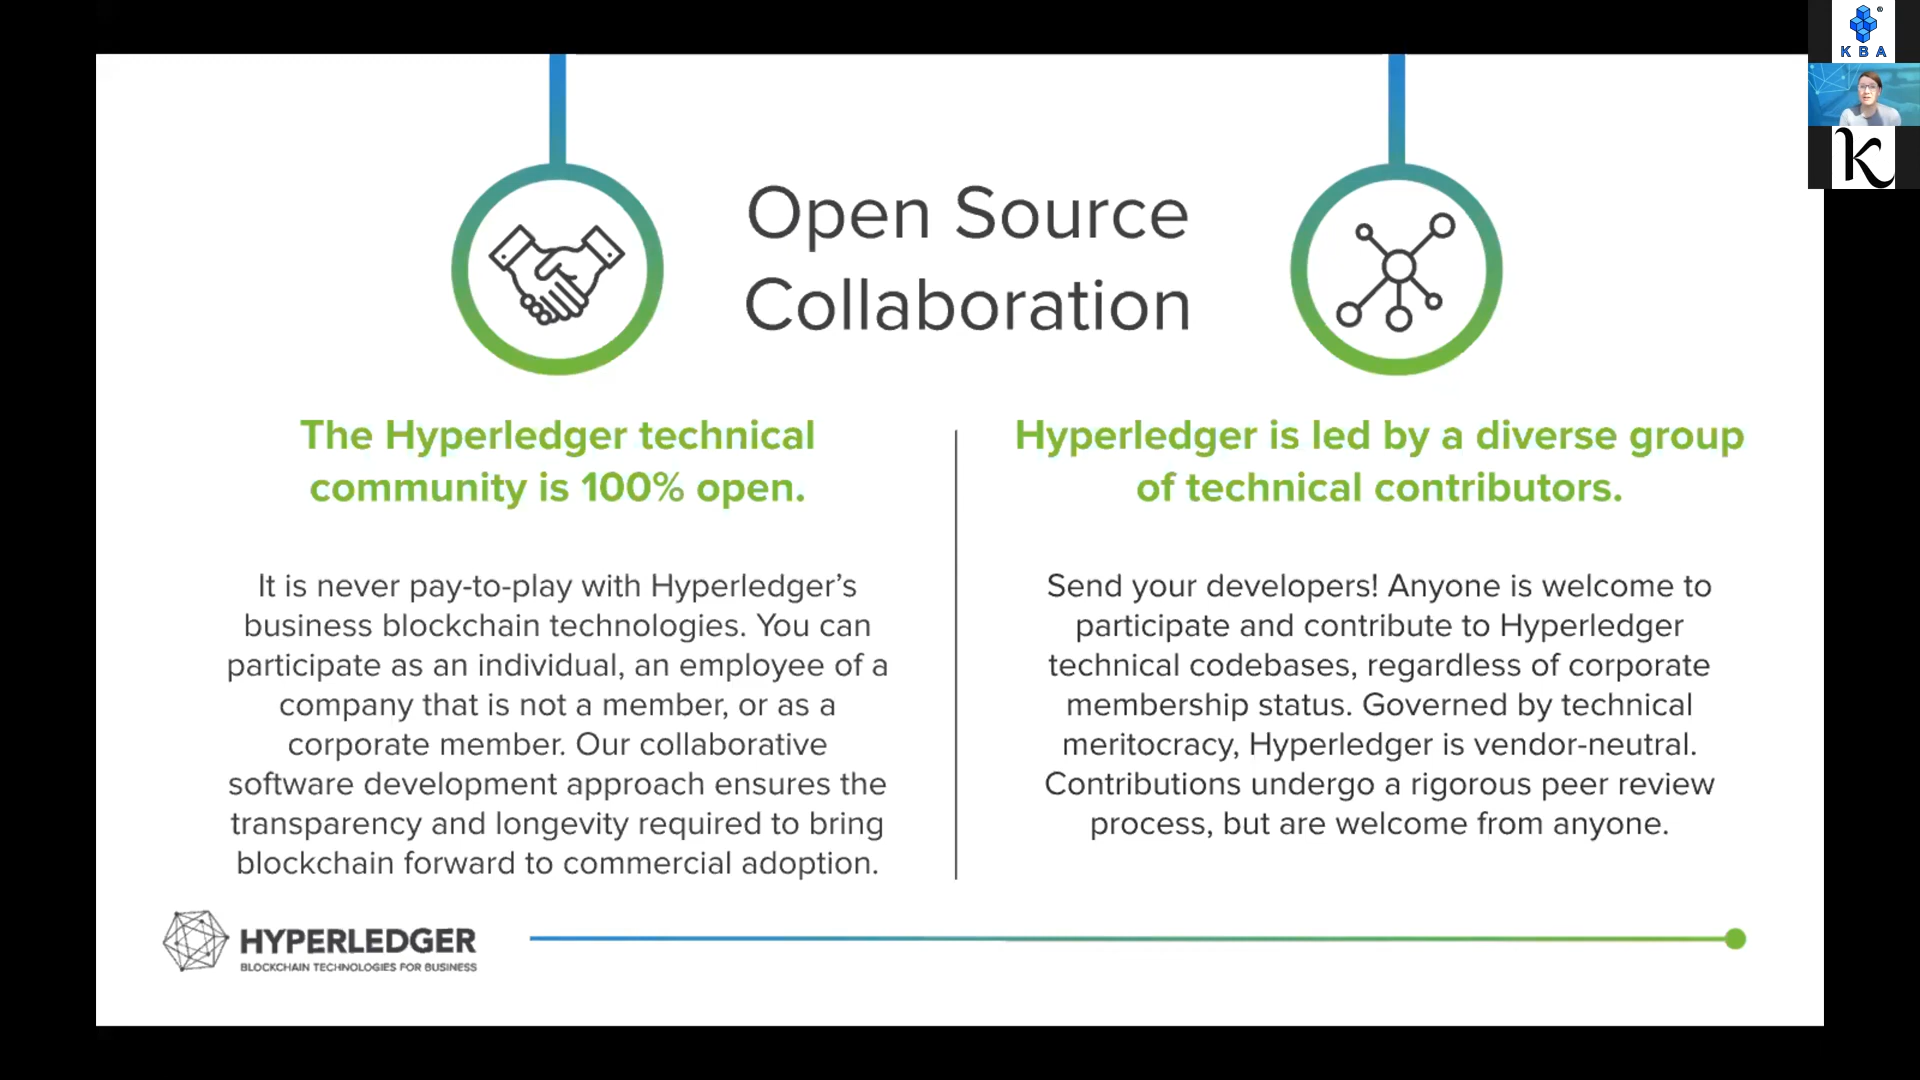 Open Source
Collaboration
The Hyperledger technical
community is 100% open.
It is never pay-to-play with Hyperledger’s
business blockchain technologies. You can
participate as an individual, an employee of a
company that is not a member, or as a
corporate member. Our collaborative
software development approach ensures the
transparency and longevity required to bring
blockchain forward to commercial adoption.
Hyperledger is led by a diverse group
of technical contributors.
Send your developers! Anyone is welcome to
participate and contribute to Hyperledger
technical codebases, regardless of corporate
membership status. Governed by technical
meritocracy, Hyperledger is vendor-neutral.
Contributions undergo a rigorous peer review
process, but are welcome from anyone.
HYPERLEDGER
BLOCKCHAIN TECHNOLOGIES FOR BUSINESS
®
KBA
k